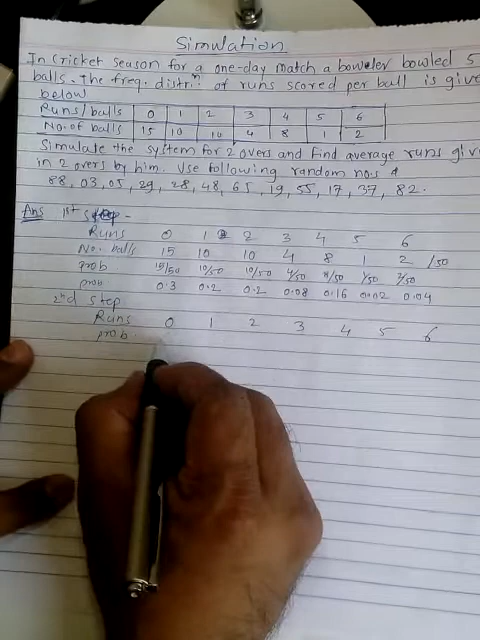 Simulation
In Cricket season for a one-day match a bowler bowled 5
balls. The freq. distriⁿ of runs scored per ball is give
below
Runs/balls 0 1 2 3 4 5 6
No. of balls 15 10 10 4 8 1 2
Simulate the system for 2 overs and find average runs giv
in 2 overs by him. Use following random no.s
88, 03, 05, 29, 28, 48, 65, 19, 55, 17, 37, 82.
Ans 1st step -
Runs 0 1 2 3 4 5 6
No. balls 15 10 10 4 8 1 2 /50
prob 15/50 10/50 10/50 4/50 8/50 1/50 2/50
prob 0.3 0.2 0.2 0.08 0.16 0.02 0.04
2nd step
Runs 0 1 2 3 4 5 6
prob.